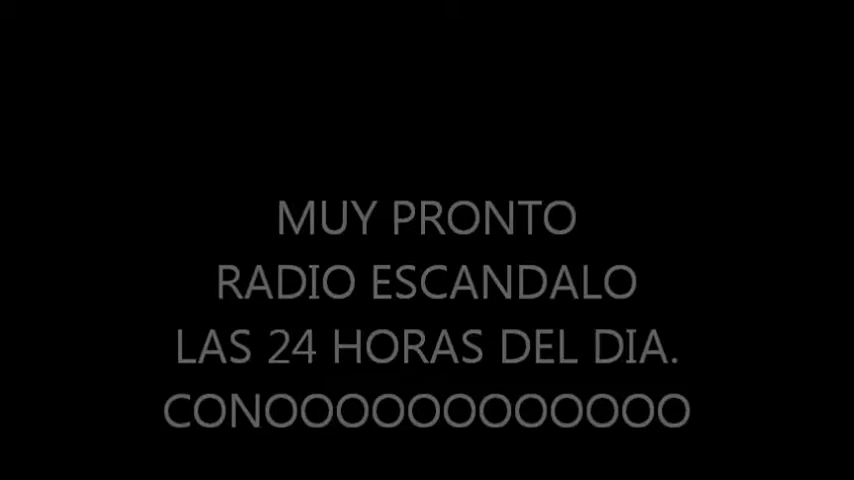 MUY PRONTO
RADIO ESCANDALO
LAS 24 HORAS DEL DIA.
CONOOOOOOOOOOOO